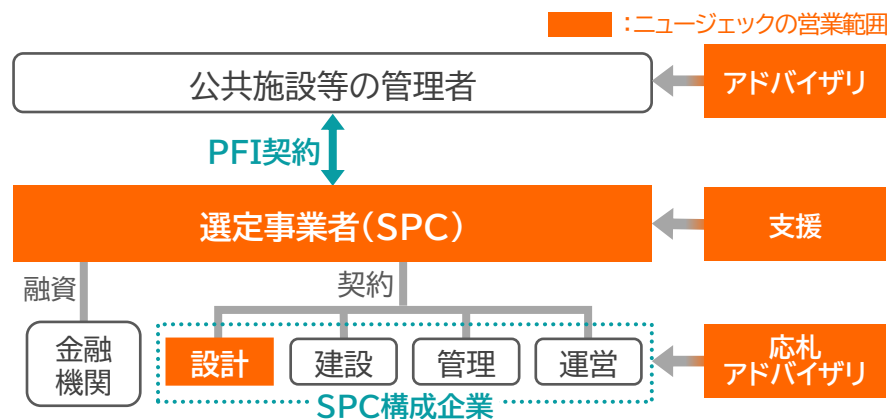 ：ニュージェックの営業範囲
公共施設等の管理者
アドバイザリ
PFI契約
選定事業者（SPC）
支援
融資
契約
金融
機関
設計
建設
管理
運営
応札
アドバイザリ
SPC構成企業